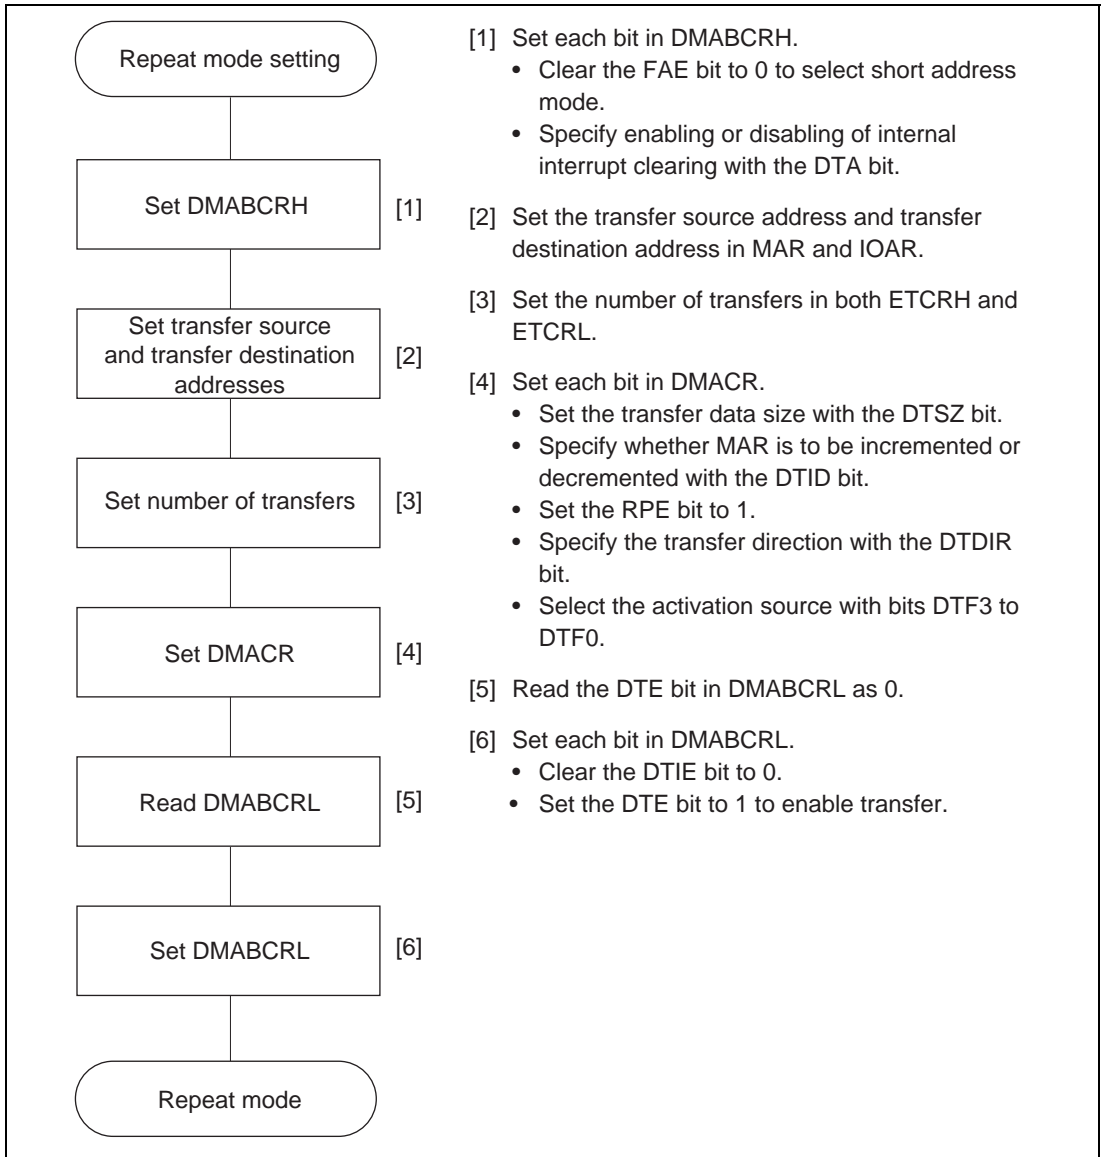 Repeat mode setting
Set DMABCRH
[1]
Set transfer source
and transfer destination
addresses
[2]
Set number of transfers
[3]
Set DMACR
[4]
Read DMABCRL
[5]
Set DMABCRL
[6]
Repeat mode
[1] Set each bit in DMABCRH.
• Clear the FAE bit to 0 to select short address
mode.
• Specify enabling or disabling of internal
interrupt clearing with the DTA bit.
[2] Set the transfer source address and transfer
destination address in MAR and IOAR.
[3] Set the number of transfers in both ETCRH and
ETCRL.
[4] Set each bit in DMACR.
• Set the transfer data size with the DTSZ bit.
• Specify whether MAR is to be incremented or
decremented with the DTID bit.
• Set the RPE bit to 1.
• Specify the transfer direction with the DTDIR
bit.
• Select the activation source with bits DTF3 to
DTF0.
[5] Read the DTE bit in DMABCRL as 0.
[6] Set each bit in DMABCRL.
• Clear the DTIE bit to 0.
• Set the DTE bit to 1 to enable transfer.